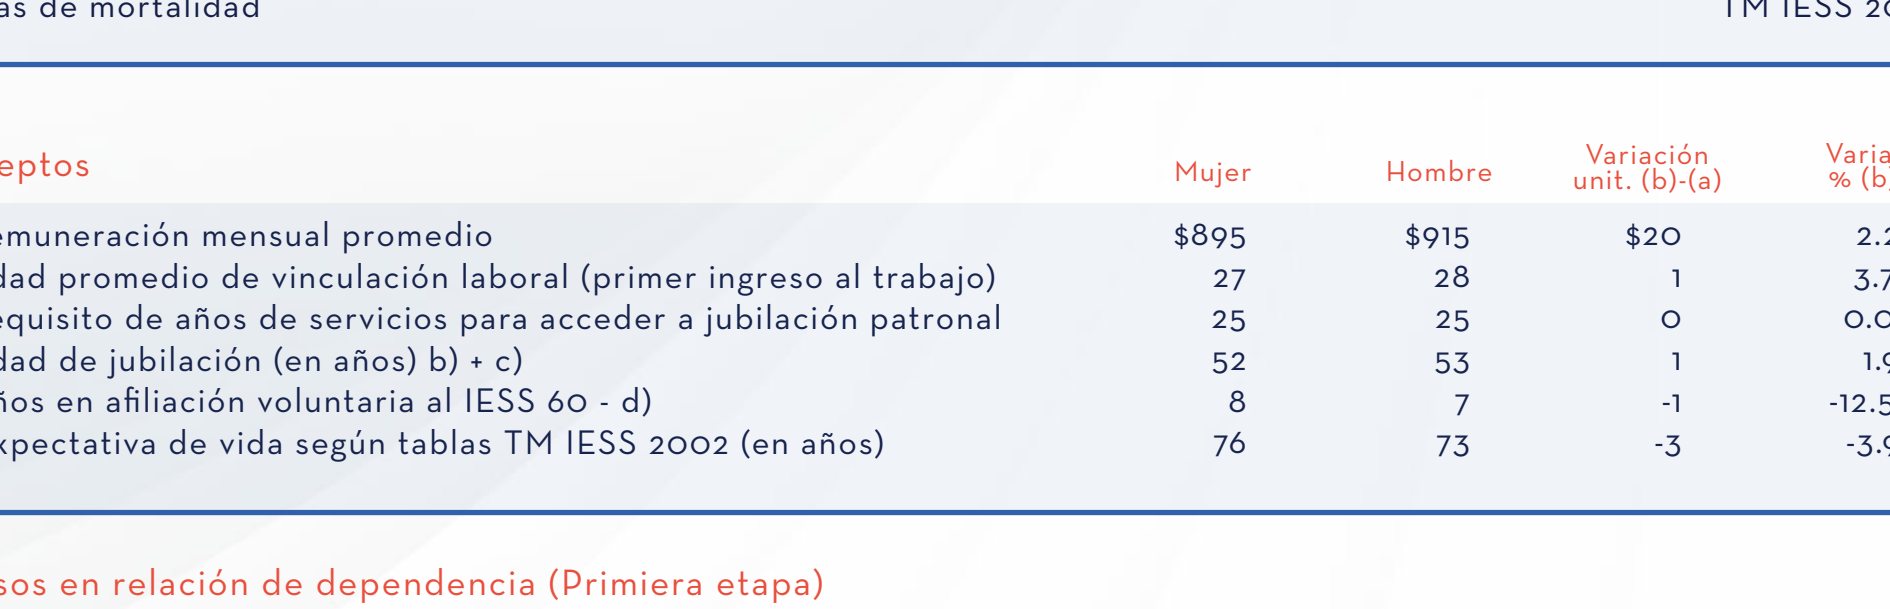 as de mortalidad TM IESS 20
eptos Mujer Hombre Variación unit. (b)-(a) Varia % (b)
emuneración mensual promedio $895 $915 $20 2.2
dad promedio de vinculación laboral (primer ingreso al trabajo) 27 28 1 3.7
equisito de años de servicios para acceder a jubilación patronal 25 25 0 0.0
dad de jubilación (en años) b) + c) 52 53 1 1.9
ños en afiliación voluntaria al IESS 60 - d) 8 7 -1 -12.5
xpectativa de vida según tablas TM IESS 2002 (en años) 76 73 -3 -3.9
sos en relación de dependencia (Primiera etapa)